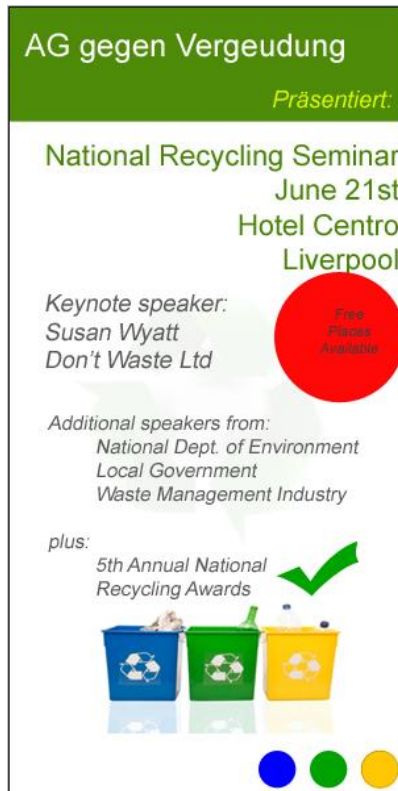 AG gegen Vergeudung
Präsentiert:
National Recycling Seminar
June 21st
Hotel Centro
Liverpool
Keynote speaker:
Susan Wyatt
Don't Waste Ltd
Free
Places
Available
Additional speakers from:
National Dept. of Environment
Local Government
Waste Management Industry
plus:
5th Annual National
Recycling Awards